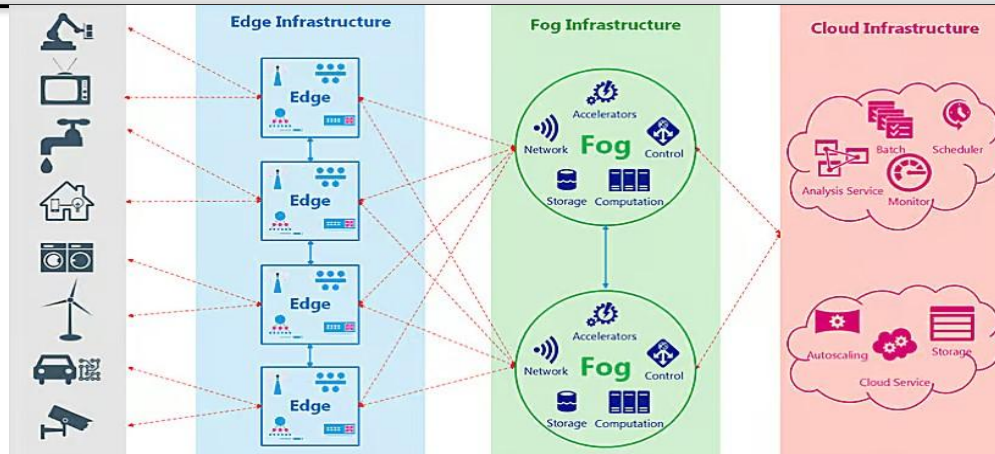 Edge Infrastructure
Fog Infrastructure
Cloud Infrastructure
Edge
Edge
Edge
Edge
Accelerators
Network
Fog
Control
Storage
Computation
Accelerators
Network
Fog
Control
Storage
Computation
Batch
Scheduler
Analysis Service
Monitor
Autoscaling
Storage
Cloud Service